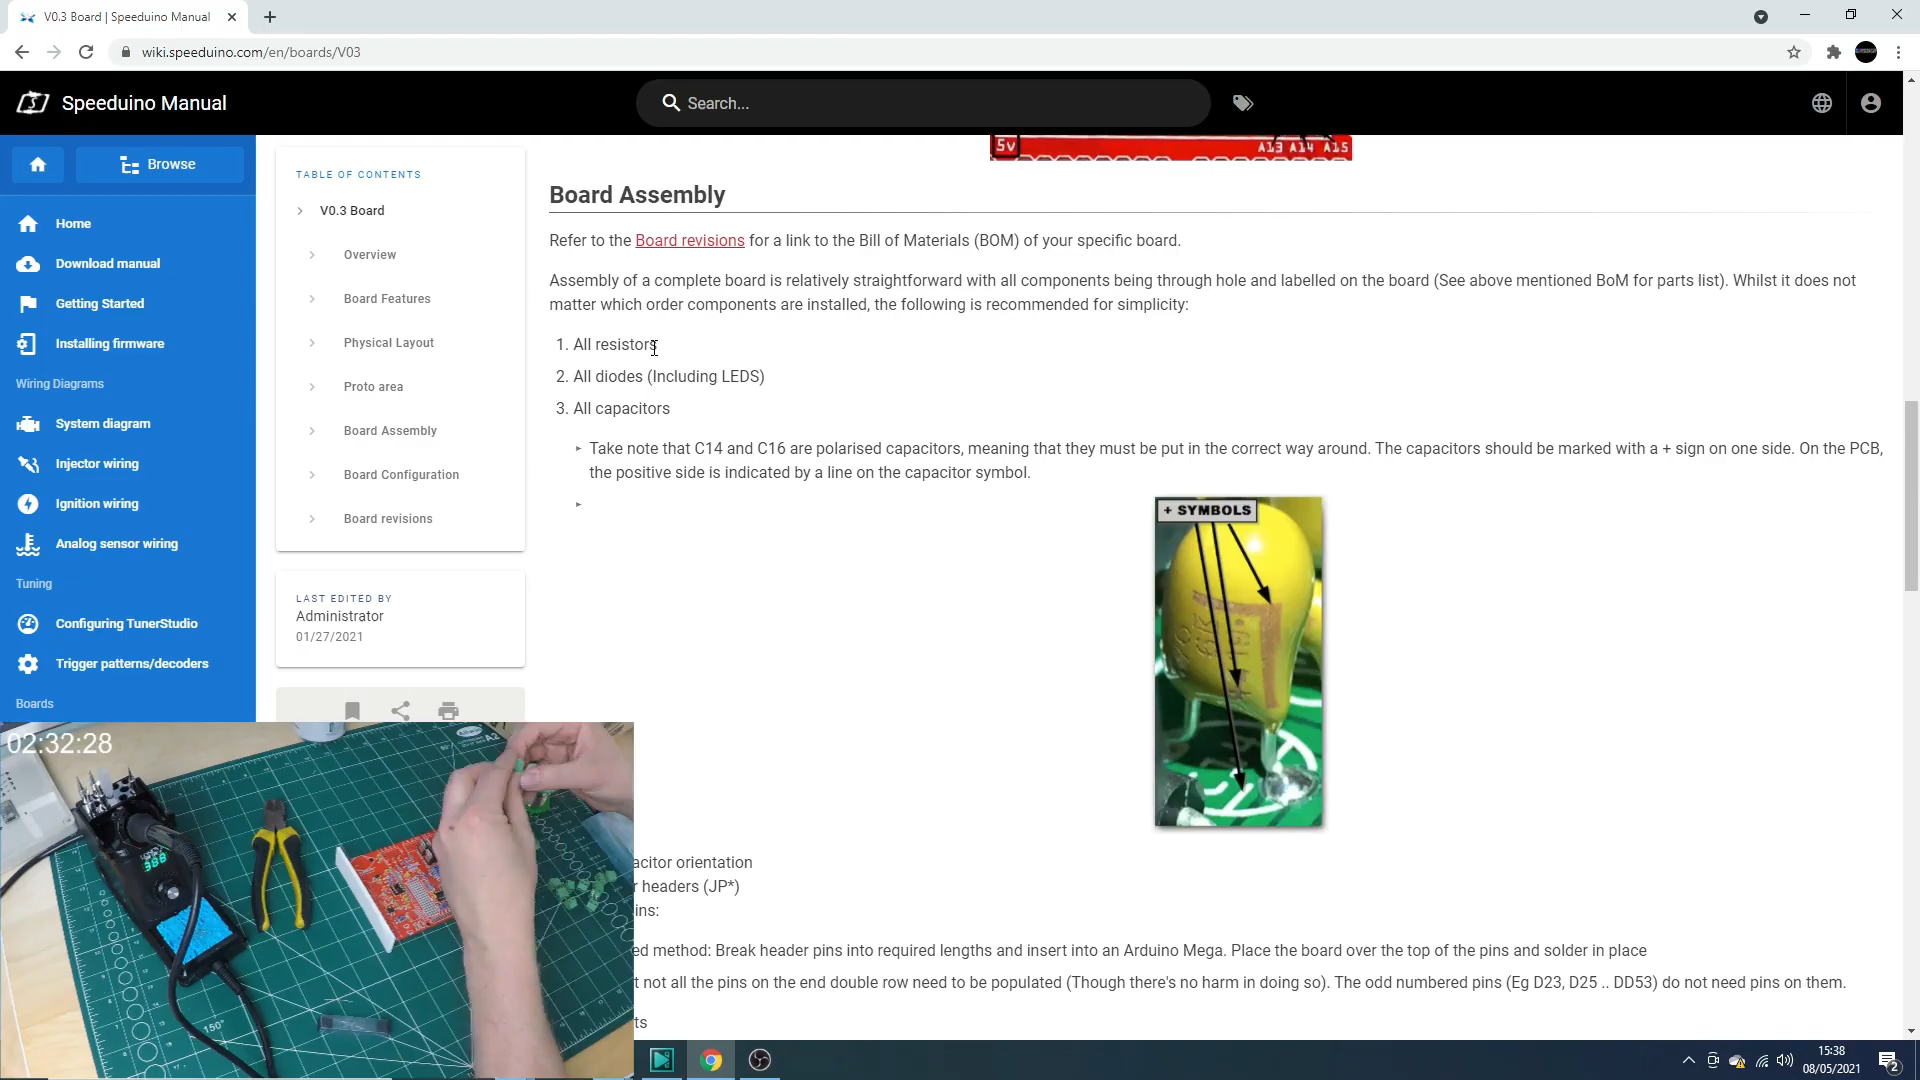 V0.3 Board | Speeduino Manual
wiki.speeduino.com/en/boards/V03
Speeduino Manual
Search...
Browse
Home
Download manual
Getting Started
Installing firmware
Wiring Diagrams
System diagram
Injector wiring
Ignition wiring
Analog sensor wiring
Tuning
Configuring TunerStudio
Trigger patterns/decoders
Boards
TABLE OF CONTENTS
V0.3 Board
Overview
Board Features
Physical Layout
Proto area
Board Assembly
Board Configuration
Board revisions
LAST EDITED BY
Administrator
01/27/2021
5v
A13 A14 A15
Board Assembly
Refer to the Board revisions for a link to the Bill of Materials (BOM) of your specific board.
Assembly of a complete board is relatively straightforward with all components being through hole and labelled on the board (See above mentioned BoM for parts list). Whilst it does not
matter which order components are installed, the following is recommended for simplicity:
1. All resistors
2. All diodes (Including LEDS)
3. All capacitors
Take note that C14 and C16 are polarised capacitors, meaning that they must be put in the correct way around. The capacitors should be marked with a + sign on one side. On the PCB,
the positive side is indicated by a line on the capacitor symbol.
+ SYMBOLS
acitor orientation
r headers (JP*)
ins:
ed method: Break header pins into required lengths and insert into an Arduino Mega. Place the board over the top of the pins and solder in place
t not all the pins on the end double row need to be populated (Though there's no harm in doing so). The odd numbered pins (Eg D23, D25 .. DD53) do not need pins on them.
ts
02:32:28
A2
150°
15:38
08/05/2021
2